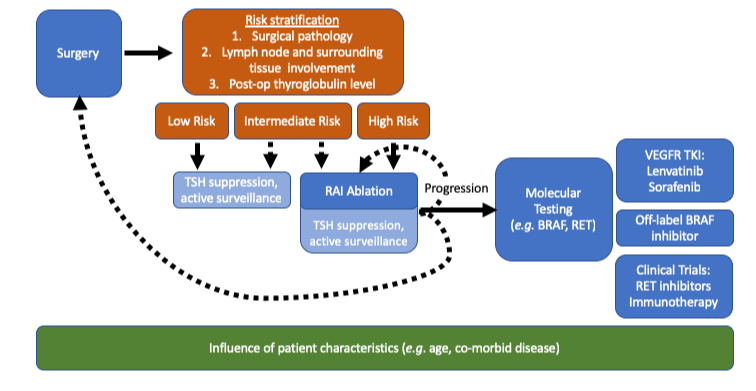 Surgery
Risk stratification
1. Surgical pathology
2. Lymph node and surrounding
tissue involvement
3. Post-op thyroglobulin level
Low Risk
Intermediate Risk
High Risk
TSH suppression,
active surveillance
RAI Ablation
TSH suppression,
active surveillance
Progression
Molecular
Testing
(e.g. BRAF, RET)
VEGFR TKI:
Lenvatinib
Sorafenib
Off-label BRAF
inhibitor
Clinical Trials:
RET inhibitors
Immunotherapy
Influence of patient characteristics (e.g. age, co-morbid disease)